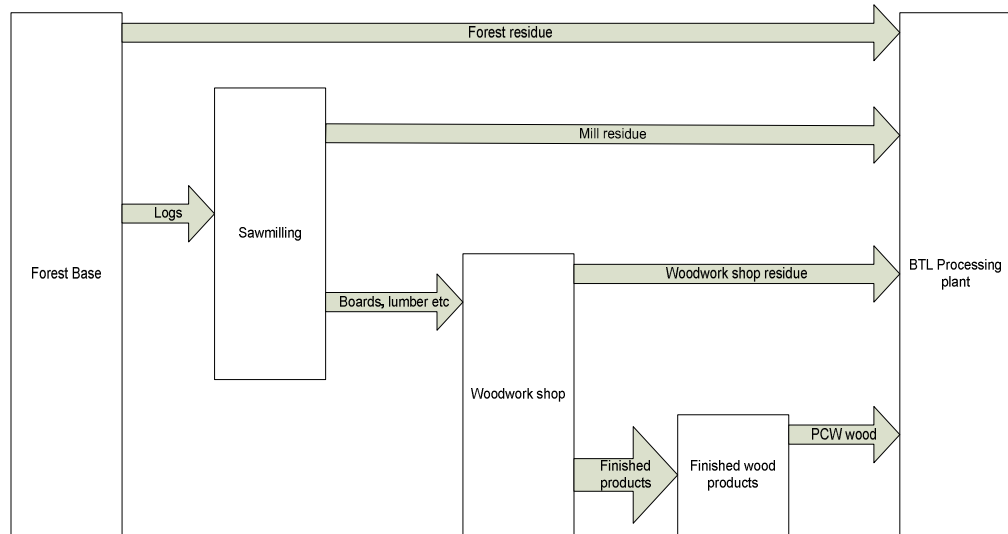 Forest residue
Mill residue
Logs
Sawmilling
Forest Base
Woodwork shop residue
BTL Processing
plant
Boards, lumber etc
Woodwork shop
PCW wood
Finished
products
Finished wood
products